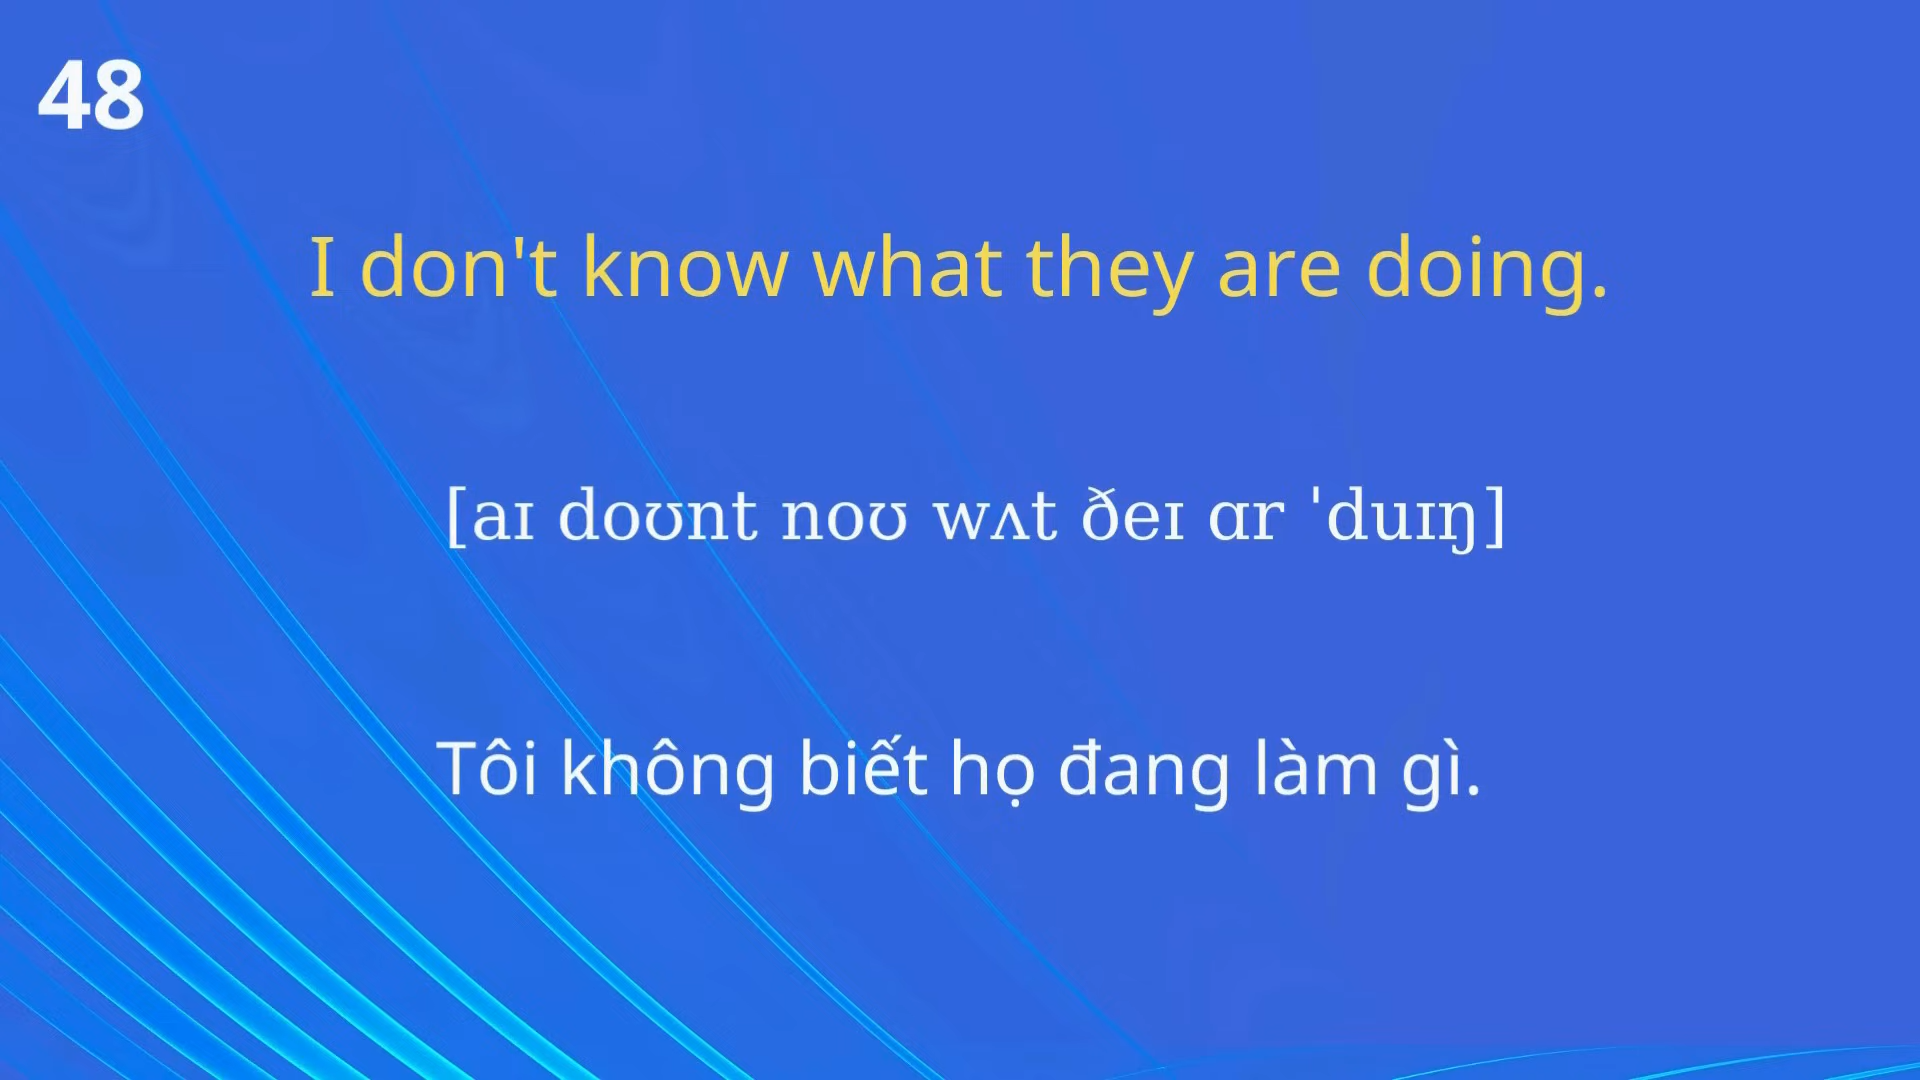 48
I don't know what they are doing.
[aɪ doʊnt noʊ wʌt ðeɪ ɑr ˈduɪŋ]
Tôi không biết họ đang làm gì.